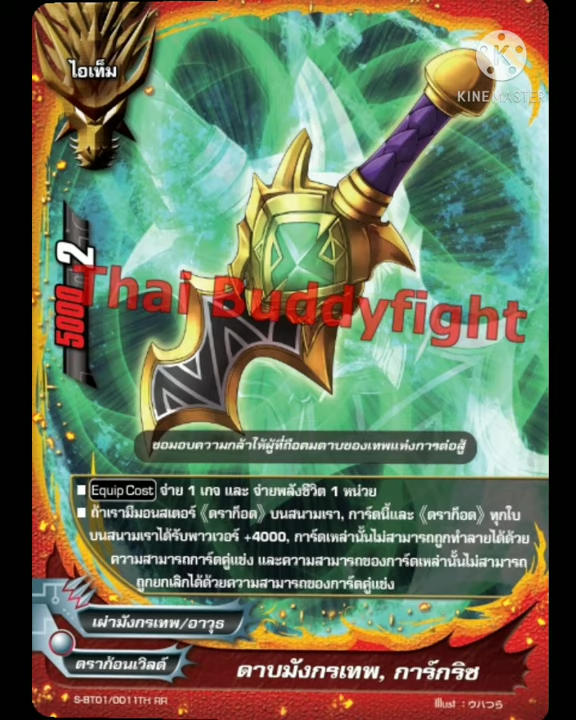 ไอเท็ม
KINEMASTER
5000
2
Thai Buddyfight
ขอมอบความกล้าให้ผู้ที่ถือคมดาบของเทพแห่งการต่อสู้
■ Equip Cost จ่าย 1 เกจ และ จ่ายพลังชีวิต 1 หน่วย
■ ถ้าเรามีมอนสเตอร์《ดราก็อด》บนสนามเรา, การ์ดนี้และ《ดราก็อด》ทุกใบ
บนสนามเราได้รับพาวเวอร์ +4000, การ์ดเหล่านั้นไม่สามารถถูกทำลายได้ด้วย
ความสามารถการ์ดคู่แข่ง และความสามารถของการ์ดเหล่านั้นไม่สามารถ
ถูกยกเลิกได้ด้วยความสามารถของการ์ดคู่แข่ง
เผ่ามังกรเทพ/อาวุธ
ดราก้อนเวิลด์
ดาบมังกรเทพ, การ์กริช
S-BT01/0011TH RR
Illust : ウハつら